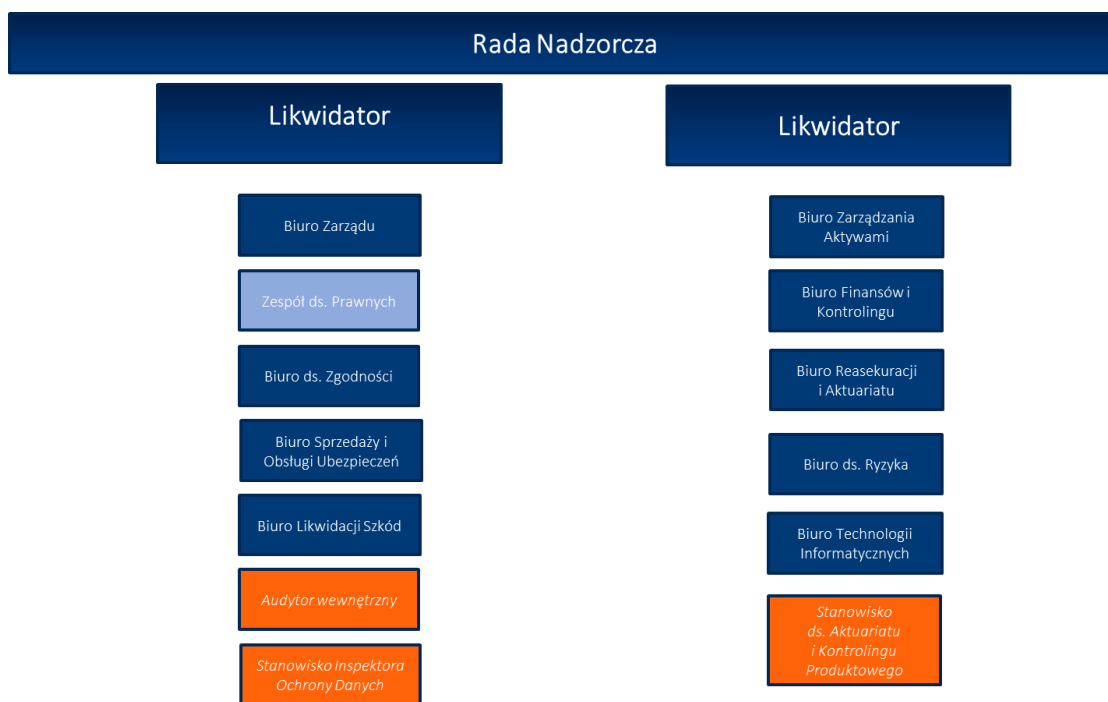 Rada Nadzorcza
Likwidator
Biuro Zarządu
Zespół ds. Prawnych
Biuro ds. Zgodności
Biuro Sprzedaży i
Obsługi Ubezpieczeń
Biuro Likwidacji Szkód
Audytor wewnętrzny
Stanowisko Inspektora
Ochrony Danych
Likwidator
Biuro Zarządzania
Aktywami
Biuro Finansów i
Kontrolingu
Biuro Reasekuracji
i Aktuariatu
Biuro ds. Ryzyka
Biuro Technologii
Informatycznych
Stanowisko
ds. Aktuariatu
i Kontrolingu
Produktowego